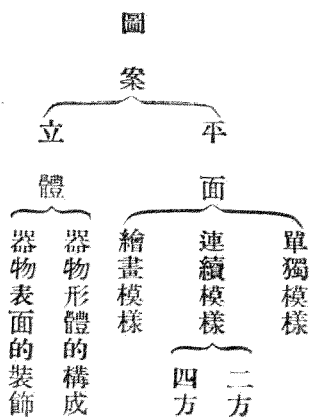 圖案
平面
單獨模樣
連續模樣
二方
四方
繪畫模樣
立體
器物形體的構成
器物表面的裝飾